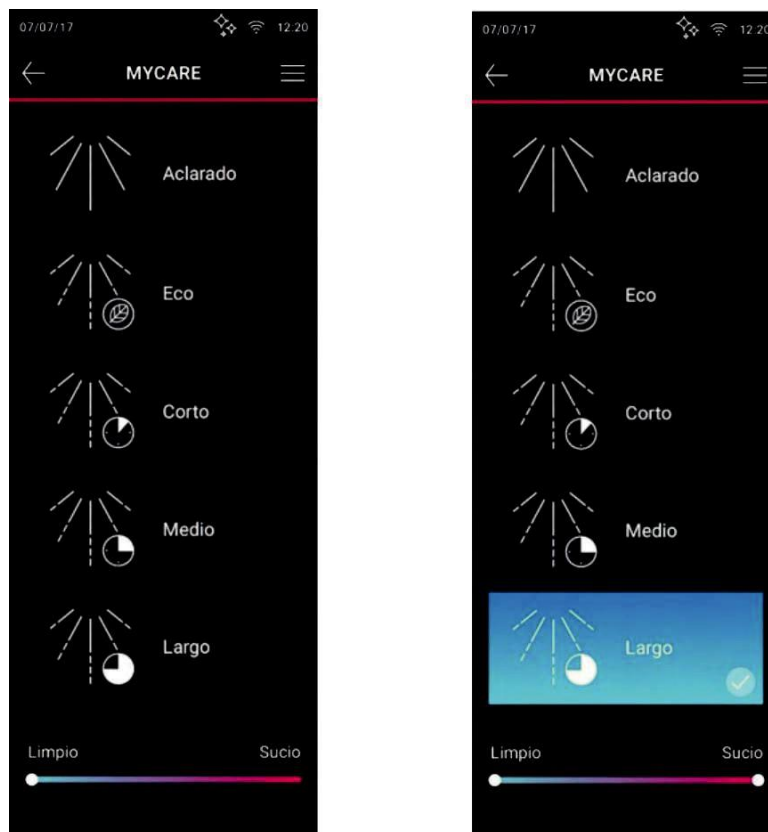 07/07/17 12:20
MYCARE
Aclarado
Eco
Corto
Medio
Largo
Limpio Sucio
07/07/17 12:20
MYCARE
Aclarado
Eco
Corto
Medio
Largo
Limpio Sucio